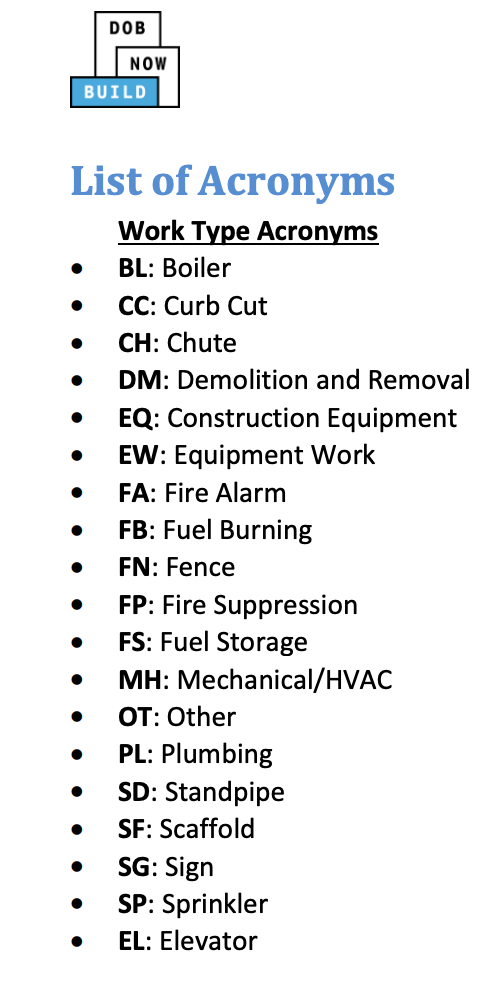 DOB
NOW
BUILD
List of Acronyms
Work Type Acronyms
• BL: Boiler
• CC: Curb Cut
• CH: Chute
• DM: Demolition and Removal
• EQ: Construction Equipment
• EW: Equipment Work
• FA: Fire Alarm
• FB: Fuel Burning
• FN: Fence
• FP: Fire Suppression
• FS: Fuel Storage
• MH: Mechanical/HVAC
• OT: Other
• PL: Plumbing
• SD: Standpipe
• SF: Scaffold
• SG: Sign
• SP: Sprinkler
• EL: Elevator